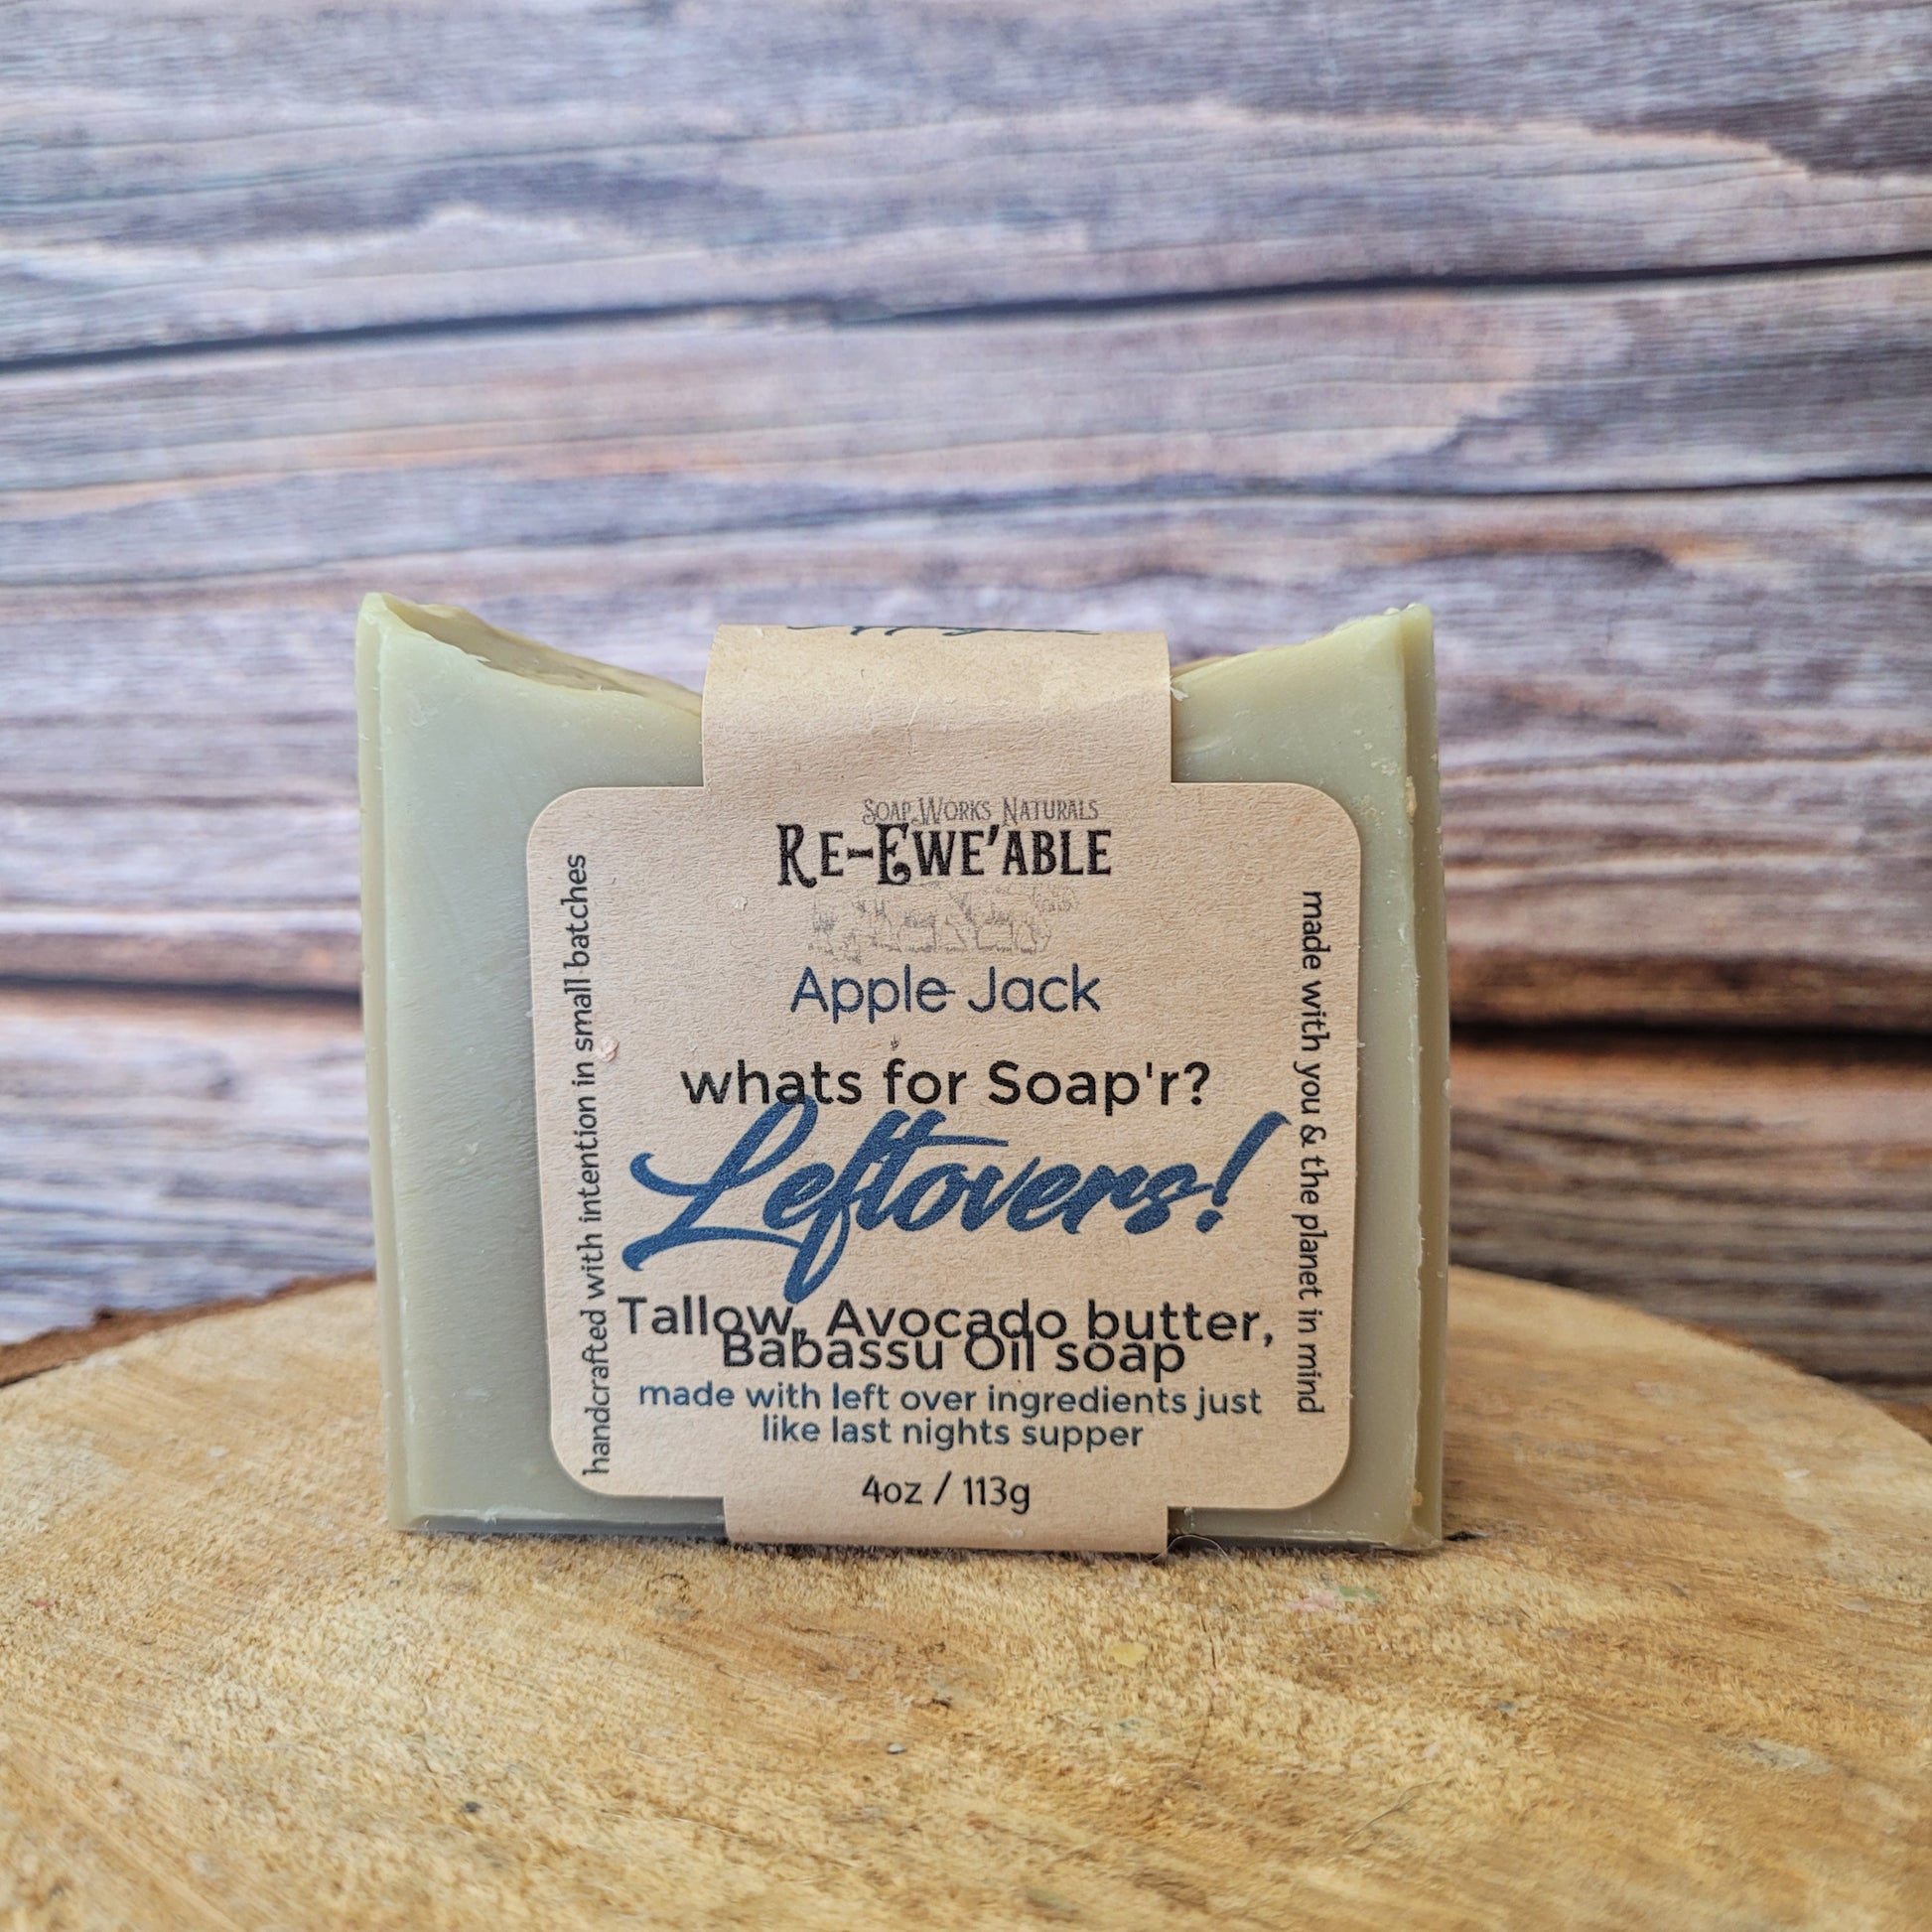 SOAP WORKS NATURALS
RE-EWE'ABLE
Apple Jack
whats for Soap'r?
Leftovers!
Tallow, Avocado butter,
Babassu Oil soap
made with left over ingredients just
like last nights supper
4oz / 113g
handcrafted with intention in small batches
made with you & the planet in mind